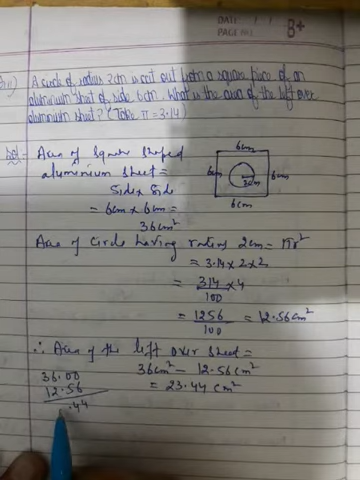 DATE
PAGE NO. 8+
11) A circle of radius 2cm is cut out from a square piece of an
aluminium sheet of side 6cm. What is the area of the left over
aluminium sheet? (Take π = 3.14)
Sol:- Area of Square Shaped
aluminium sheet =
Side × Side
= 6cm × 6cm =
36cm²
6cm
6cm 2cm 6cm
6cm
Area of Circle having radius 2cm = πr²
= 3.14 × 2 × 2
= 314 × 4
100
= 1256 = 12.56cm²
100
∴ Area of the left over Sheet =
36cm² - 12.56cm²
= 23.44 cm²
36.00
12.56
.44